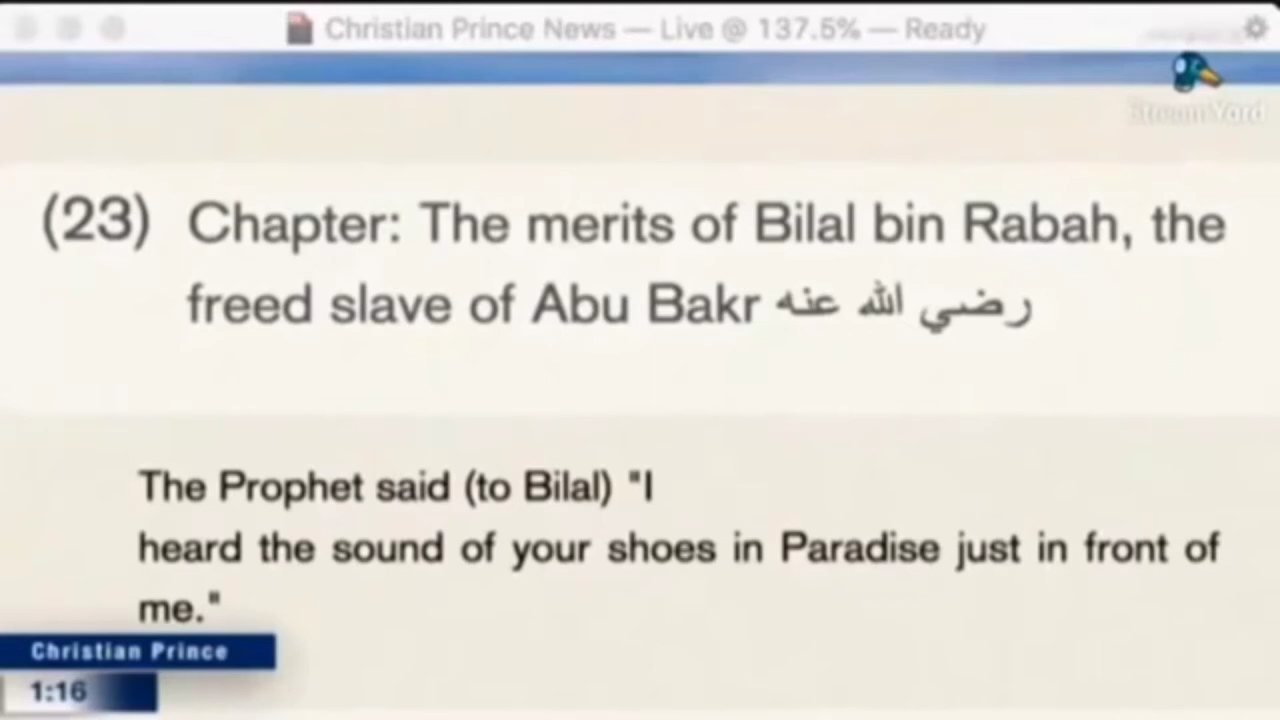 Christian Prince News — Live @ 137.5% — Ready
StreamYard
(23) Chapter: The merits of Bilal bin Rabah, the
freed slave of Abu Bakr رضي الله عنه
The Prophet said (to Bilal) "I
heard the sound of your shoes in Paradise just in front of
me."
Christian Prince
1:16